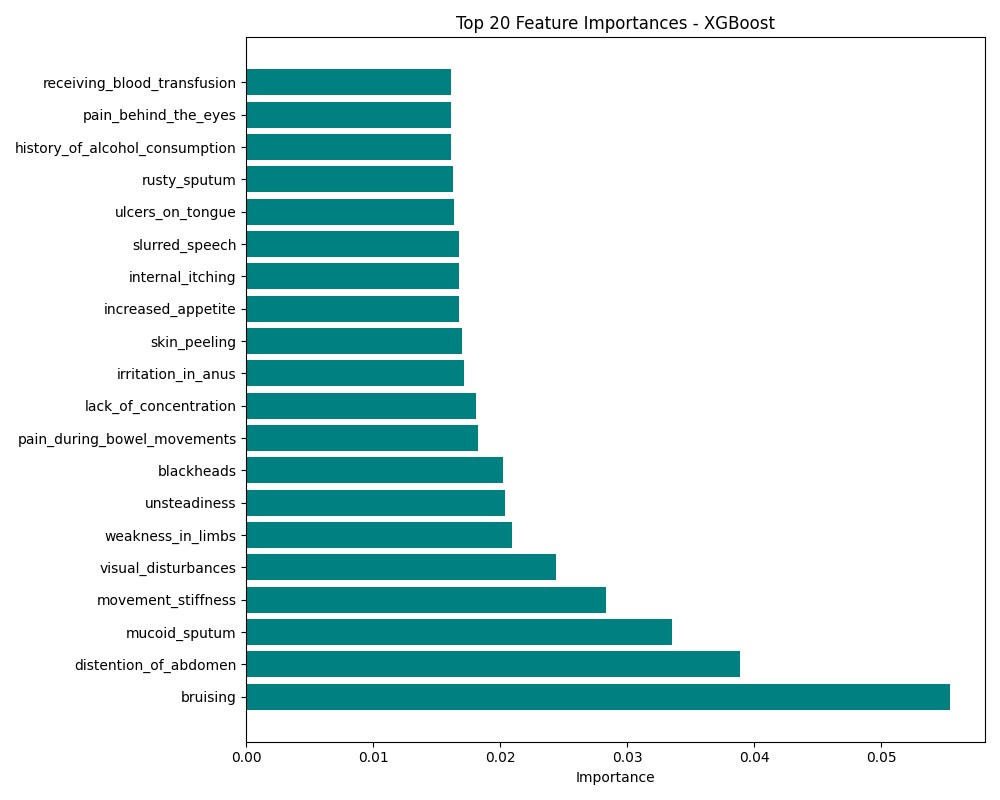 Top 20 Feature Importances - XGBoost
receiving_blood_transfusion
pain_behind_the_eyes
history_of_alcohol_consumption
rusty_sputum
ulcers_on_tongue
slurred_speech
internal_itching
increased_appetite
skin_peeling
irritation_in_anus
lack_of_concentration
pain_during_bowel_movements
blackheads
unsteadiness
weakness_in_limbs
visual_disturbances
movement_stiffness
mucoid_sputum
distention_of_abdomen
bruising
0.00 0.01 0.02 0.03 0.04 0.05
Importance